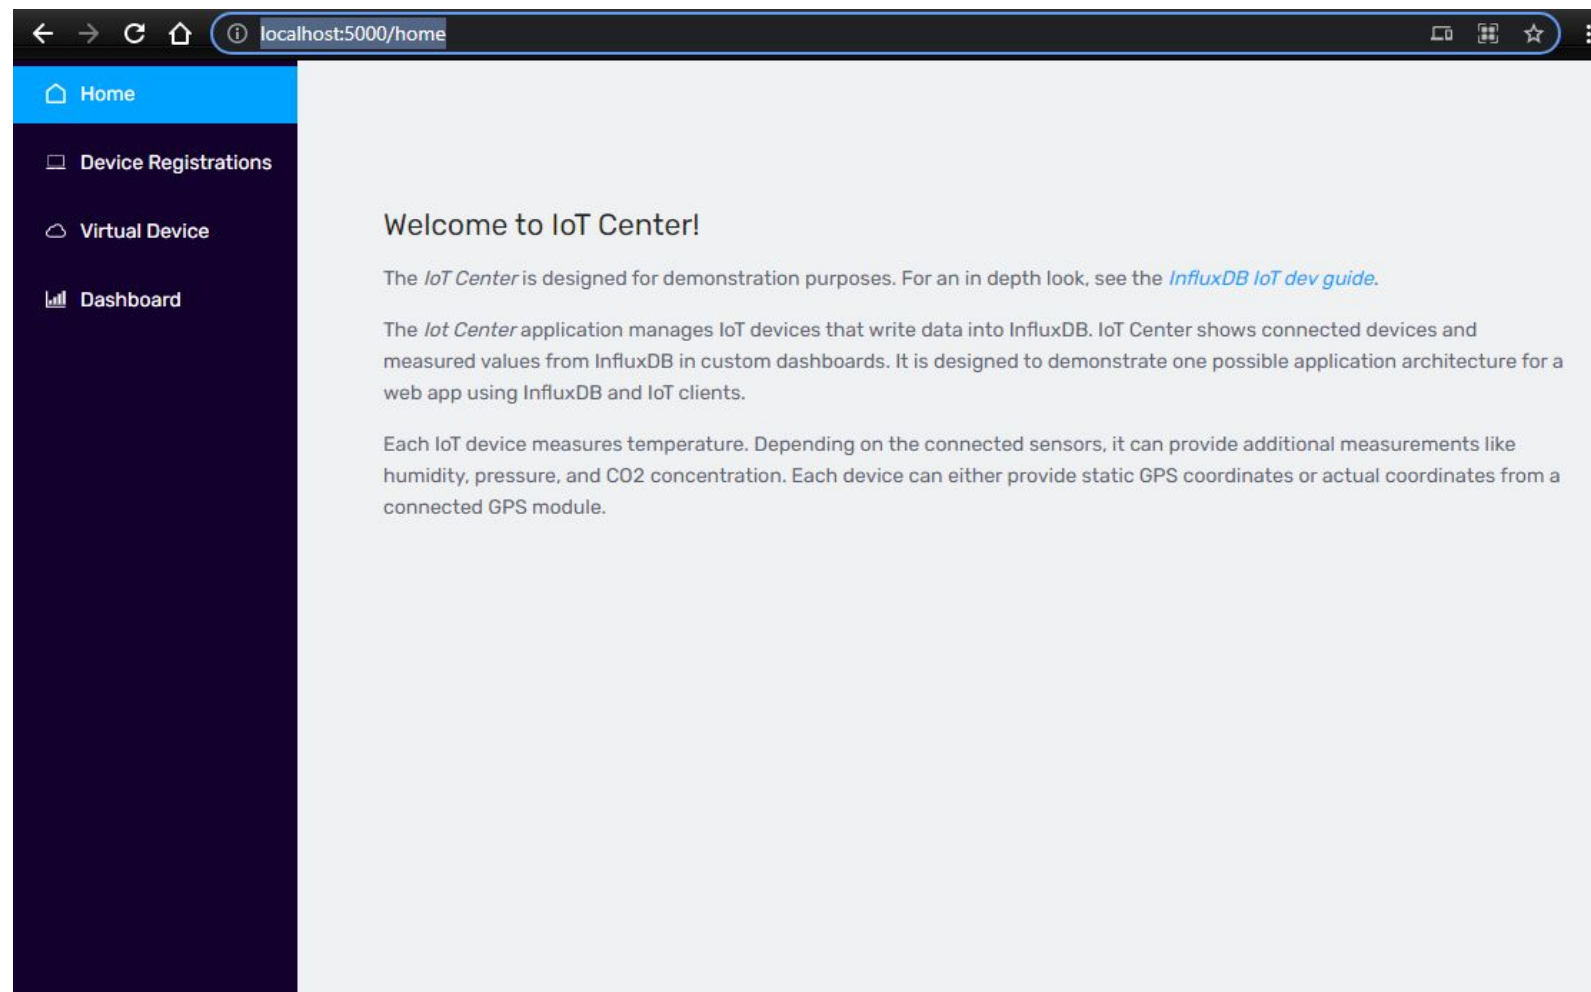 localhost:5000/home
Home
Device Registrations
Virtual Device
Dashboard
Welcome to IoT Center!
The IoT Center is designed for demonstration purposes. For an in depth look, see the InfluxDB IoT dev guide.
The Iot Center application manages IoT devices that write data into InfluxDB. IoT Center shows connected devices and
measured values from InfluxDB in custom dashboards. It is designed to demonstrate one possible application architecture for a
web app using InfluxDB and IoT clients.
Each IoT device measures temperature. Depending on the connected sensors, it can provide additional measurements like
humidity, pressure, and CO2 concentration. Each device can either provide static GPS coordinates or actual coordinates from a
connected GPS module.